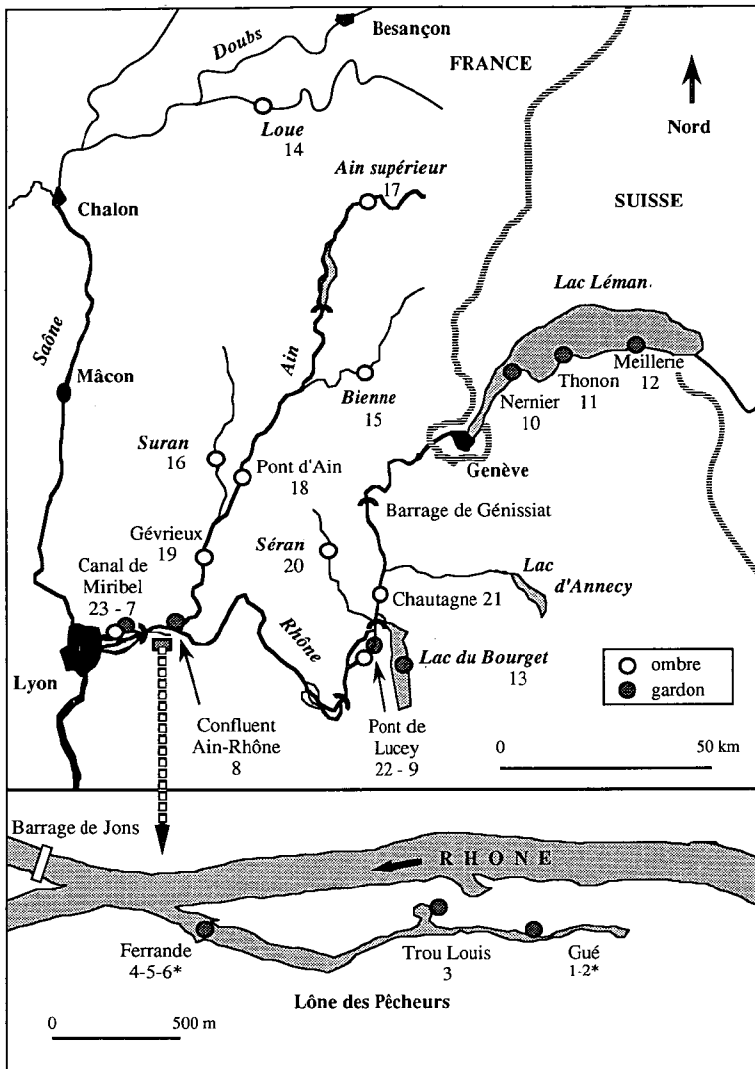 Besançon
Doubs
FRANCE
Nord
Loue
14
Ain supérieur
17
SUISSE
Chalon
Lac Léman
Saône
Ain
Mâcon
Bienne
15
Meillerie
12
Thonon
11
Nernier
10
Suran
16
Pont d'Ain
18
Genève
Barrage de Génissiat
Gévrieux
19
Séran
20
Canal de
Miribel
23 - 7
Lac
d'Annecy
Chautagne 21
Rhône
Lyon
Lac du Bourget
13
ombre
gardon
Confluent
Ain-Rhône
8
Pont de
Lucey
22 - 9
0 50 km
Barrage de Jons
RHONE
Ferrande
4-5-6*
Trou Louis
3
Gué
1-2*
Lône des Pêcheurs
0 500 m